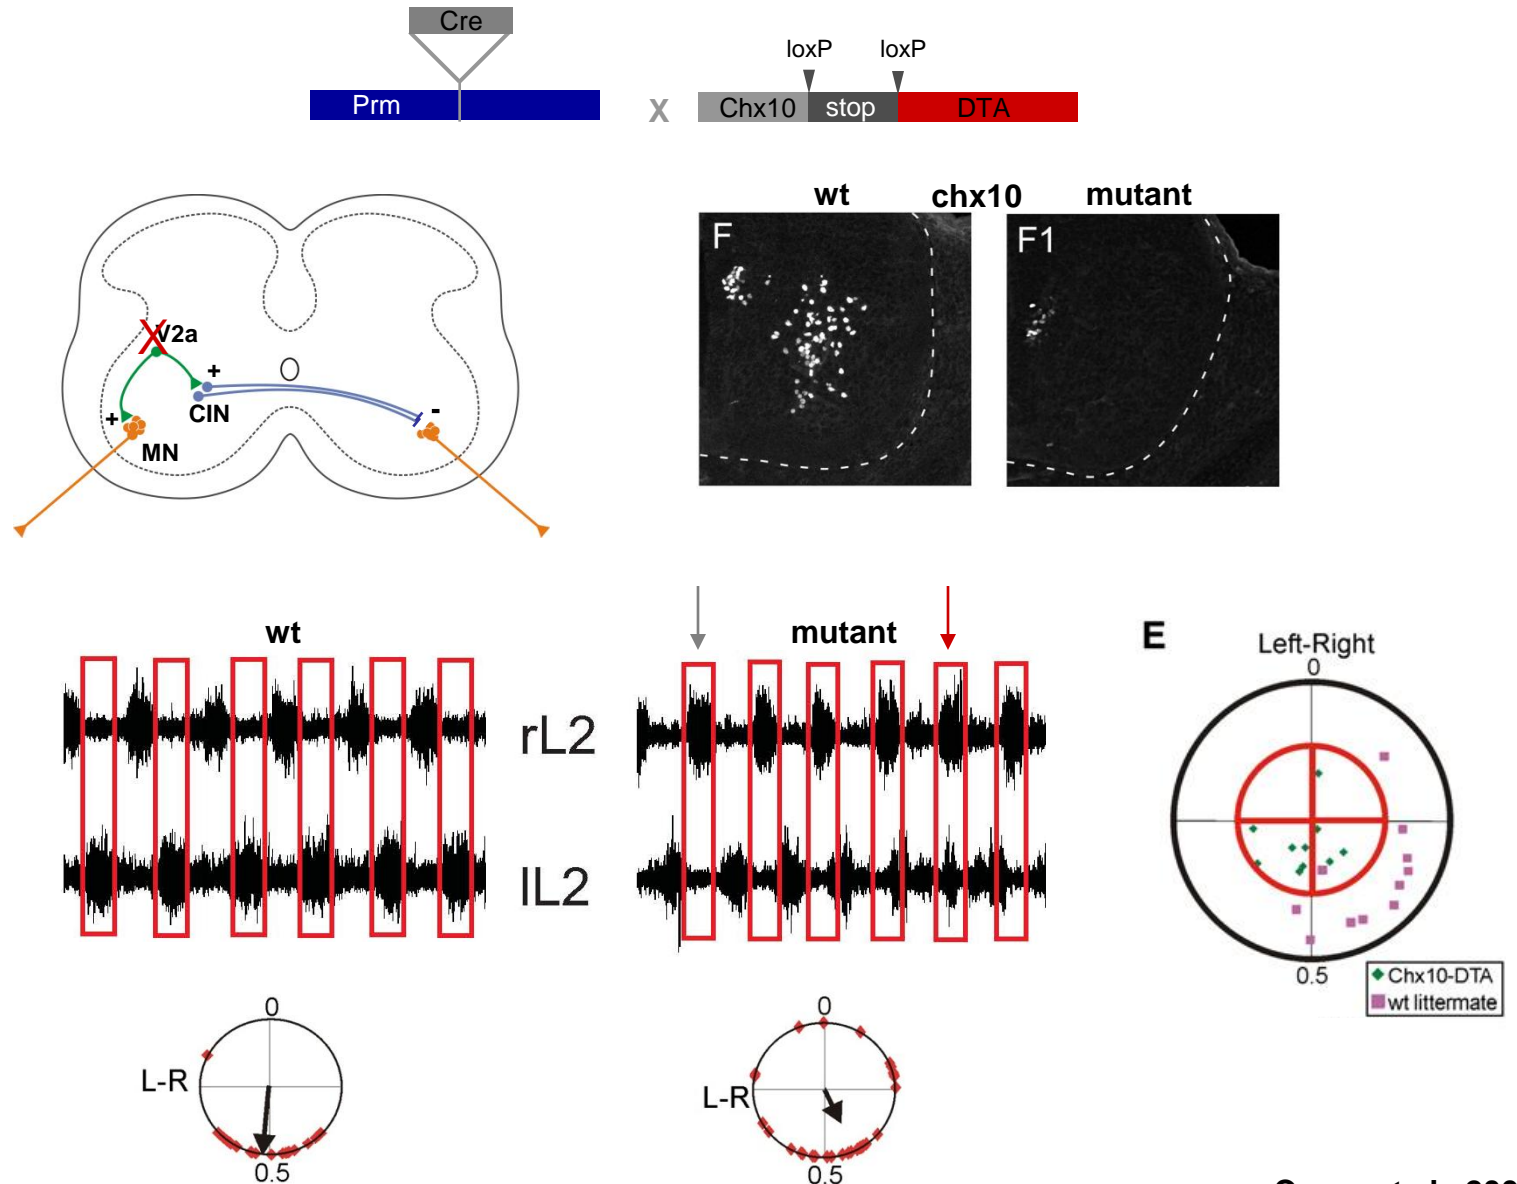 Cre
loxP loxP
Prm
x
Chx10 stop DTA
wt chx10 mutant
F
F1
V2a
+
CIN
-
+
MN
wt
mutant
E
Left-Right
0
rL2
lL2
0.5
Chx10-DTA
wt littermate
0
L-R
0.5
0
L-R
0.5